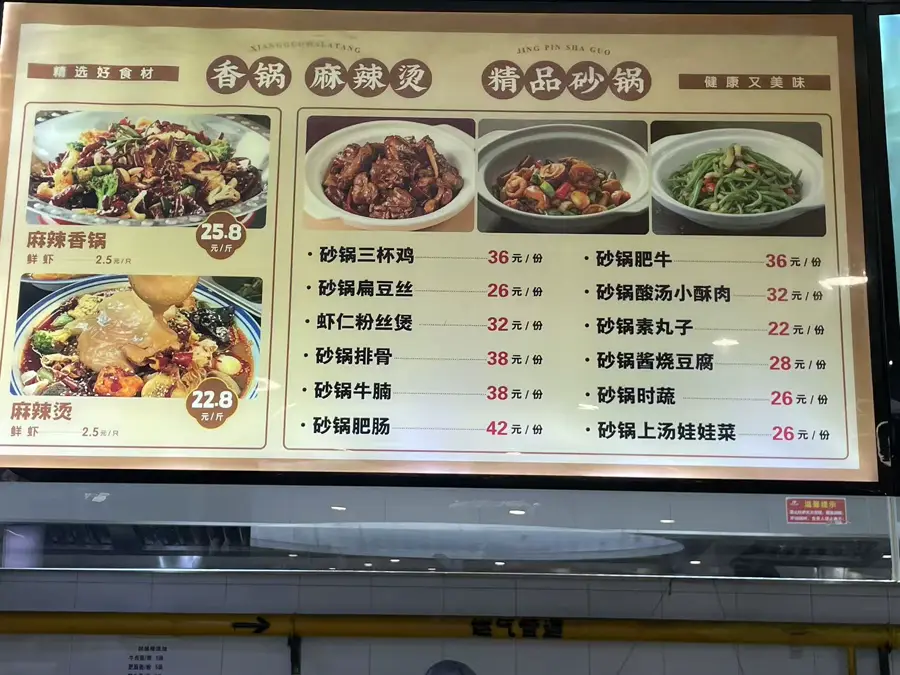 XIANGGUOMALATANG
JING PIN SHA GUO
精选好食材
香锅 麻辣烫
精品砂锅
健康又美味
麻辣香锅
25.8
元/斤
鲜虾 2.5元/只
麻辣烫
22.8
元/斤
鲜虾 2.5元/只
·砂锅三杯鸡 36元/份
·砂锅扁豆丝 26元/份
·虾仁粉丝煲 32元/份
·砂锅排骨 38元/份
·砂锅牛腩 38元/份
·砂锅肥肠 42元/份
·砂锅肥牛 36元/份
·砂锅酸汤小酥肉 32元/份
·砂锅素丸子 22元/份
·砂锅酱烧豆腐 28元/份
·砂锅时蔬 26元/份
·砂锅上汤娃娃菜 26元/份
温馨提示
燃气管道